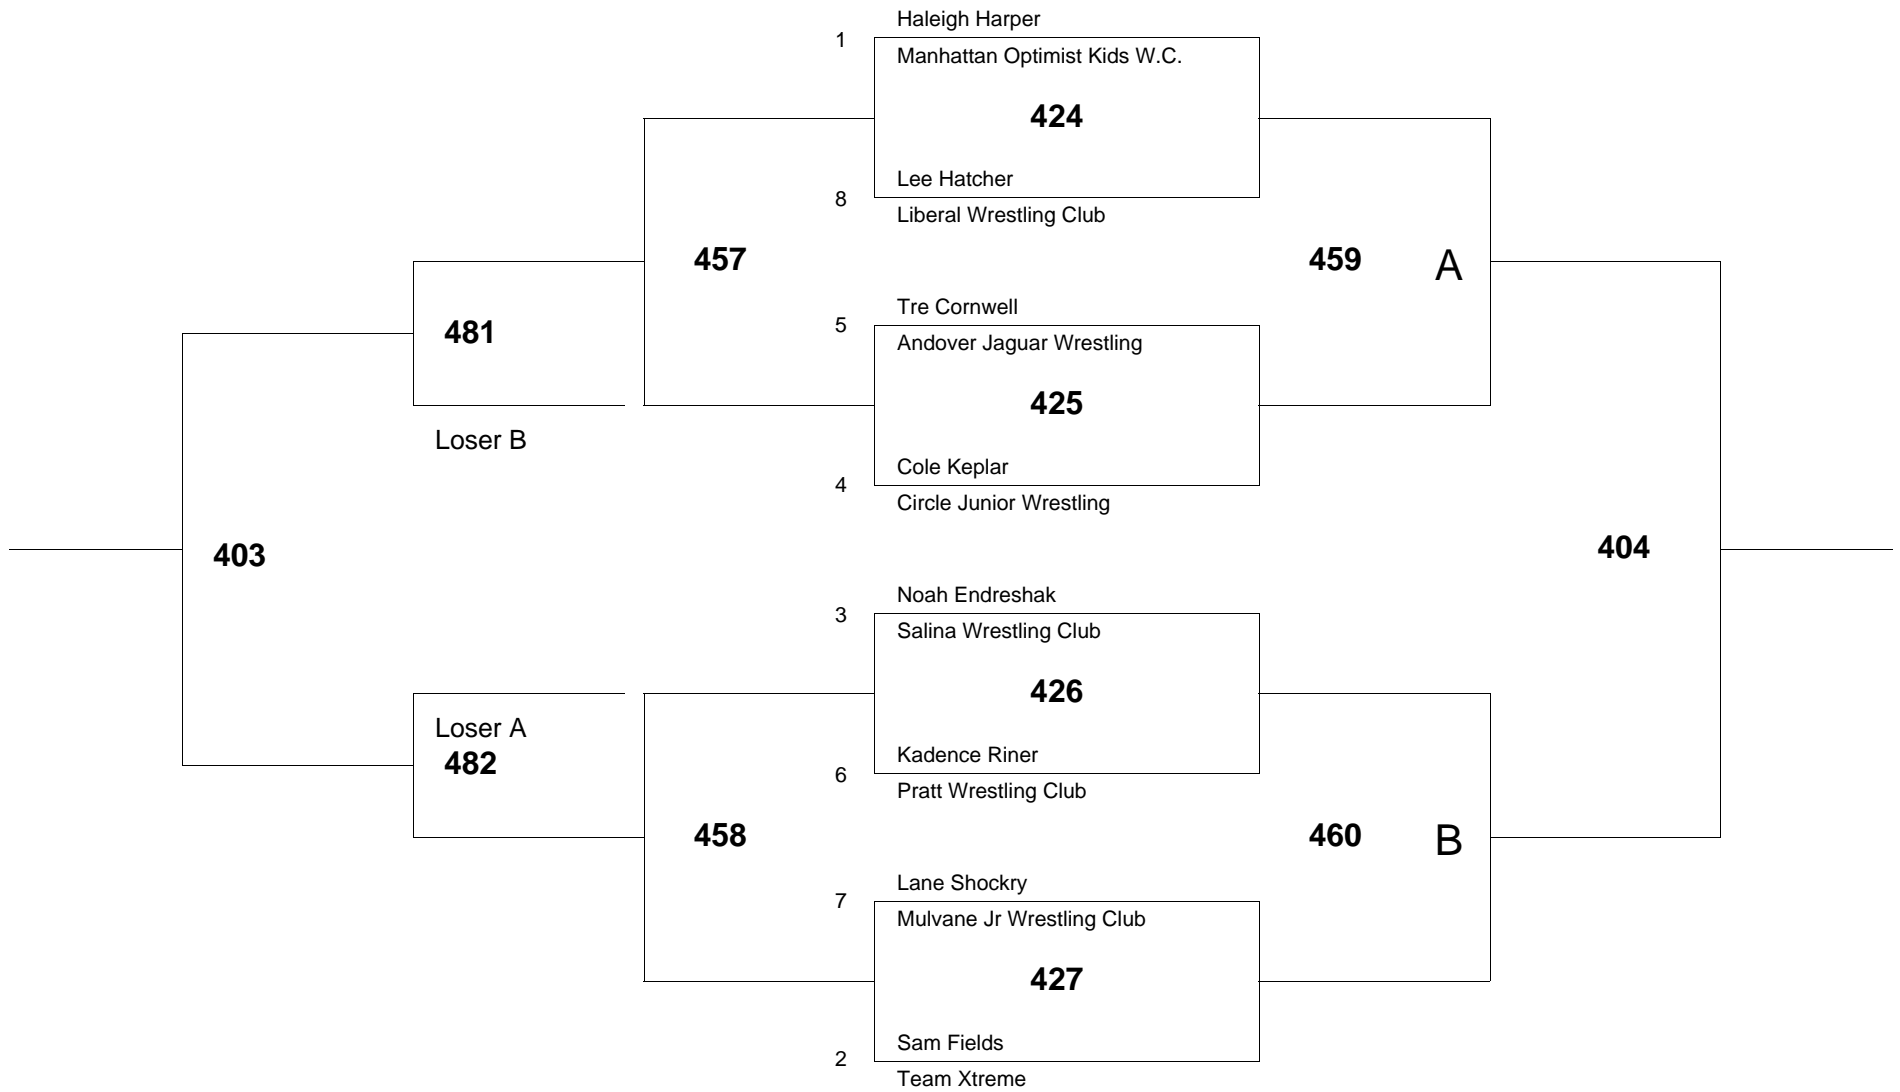 Haleigh Harper
1
Manhattan Optimist Kids W.C.
424
Lee Hatcher
8
Liberal Wrestling Club
457
459
A
Tre Cornwell
5
481
Andover Jaguar Wrestling
425
Loser B
Cole Keplar
4
Circle Junior Wrestling
403
404
Noah Endreshak
3
Salina Wrestling Club
426
Loser A
482
Kadence Riner
6
Pratt Wrestling Club
458
460
B
Lane Shockry
7
Mulvane Jr Wrestling Club
427
Sam Fields
2
Team Xtreme